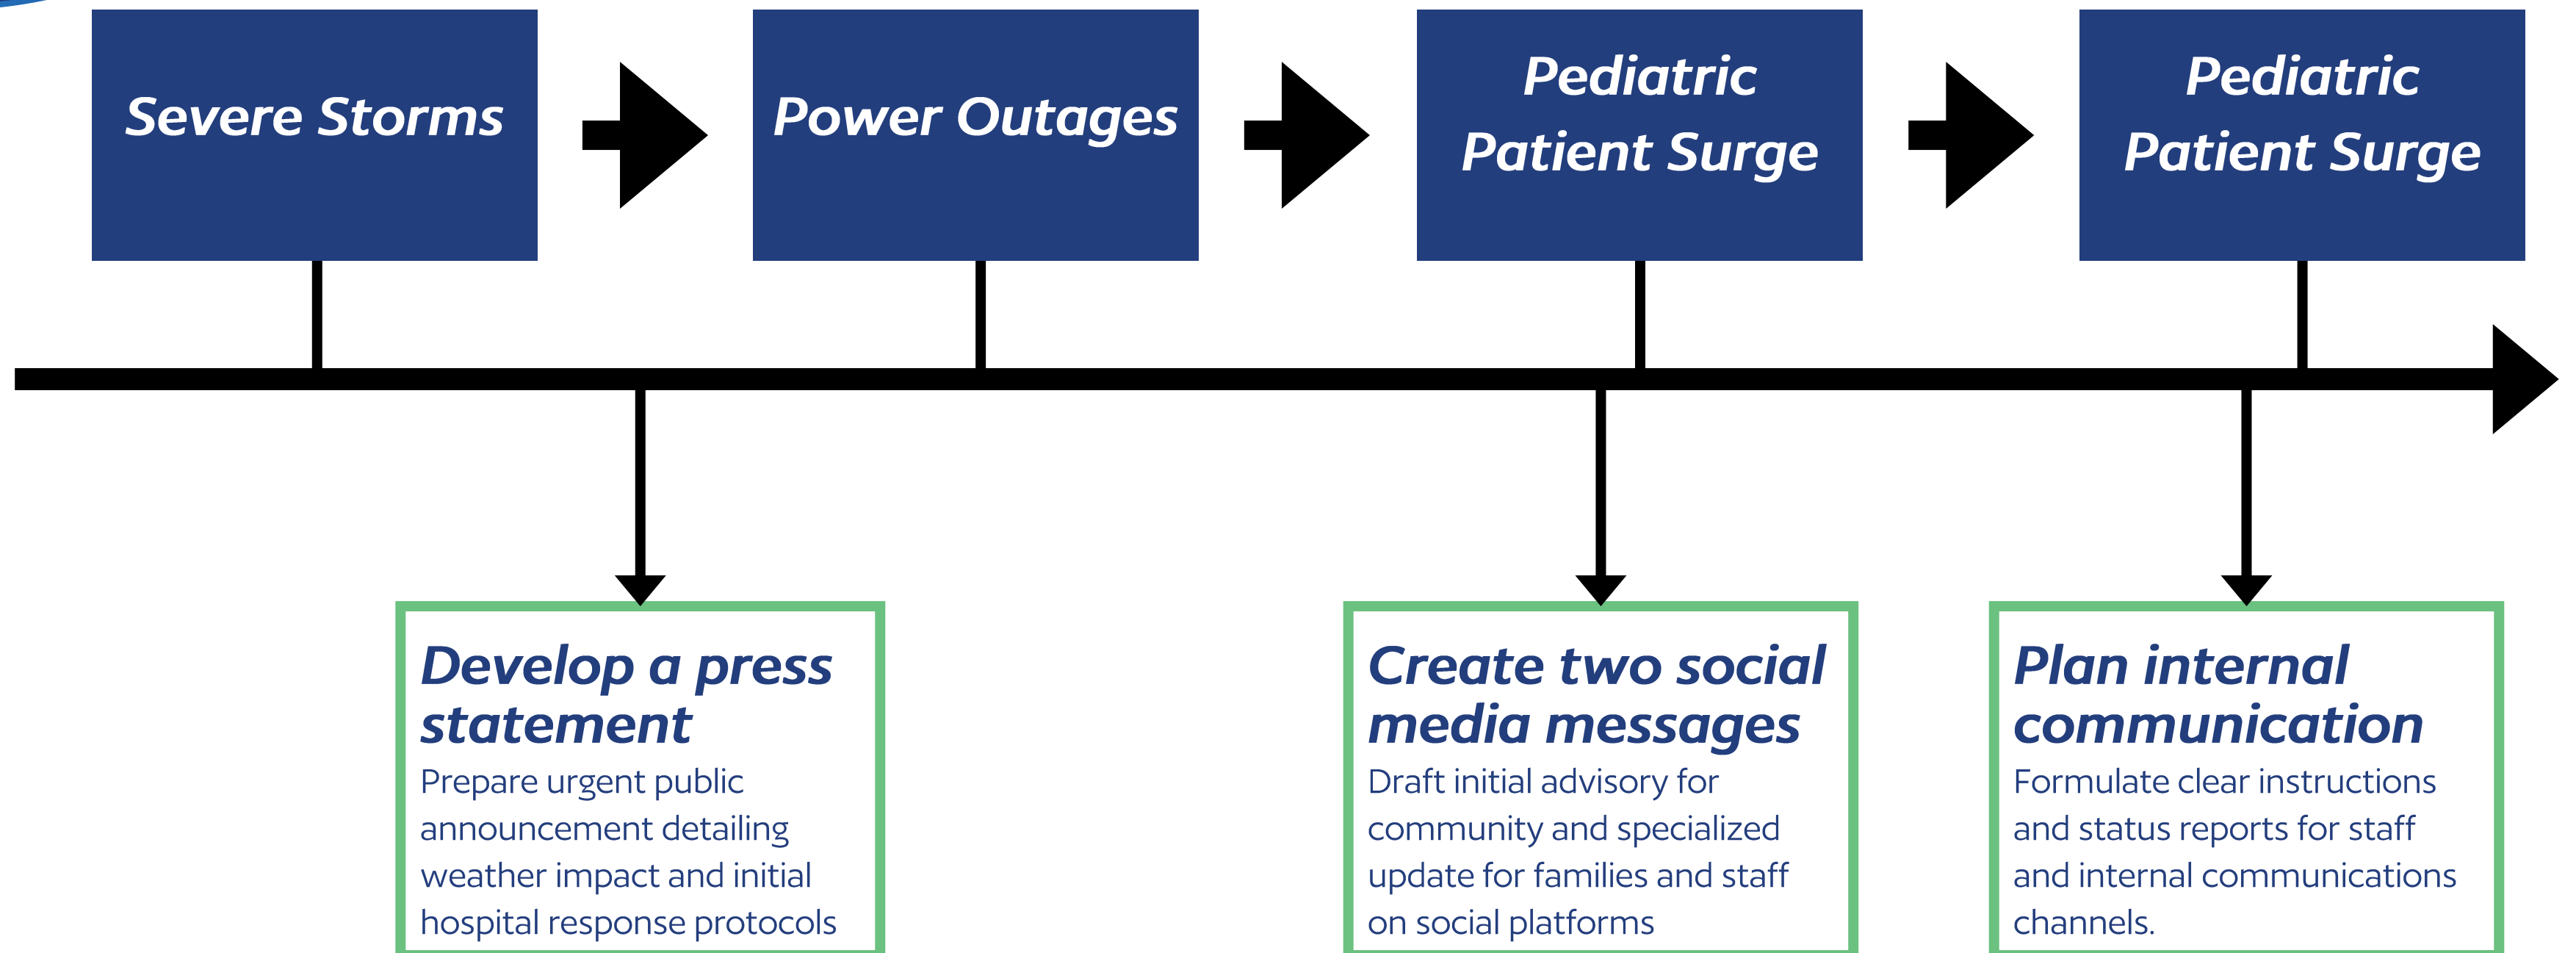 Severe Storms
Power Outages
Pediatric
Patient Surge
Pediatric
Patient Surge
Develop a press
statement
Prepare urgent public
announcement detailing
weather impact and initial
hospital response protocols
Create two social
media messages
Draft initial advisory for
community and specialized
update for families and staff
on social platforms
Plan internal
communication
Formulate clear instructions
and status reports for staff
and internal communications
channels.